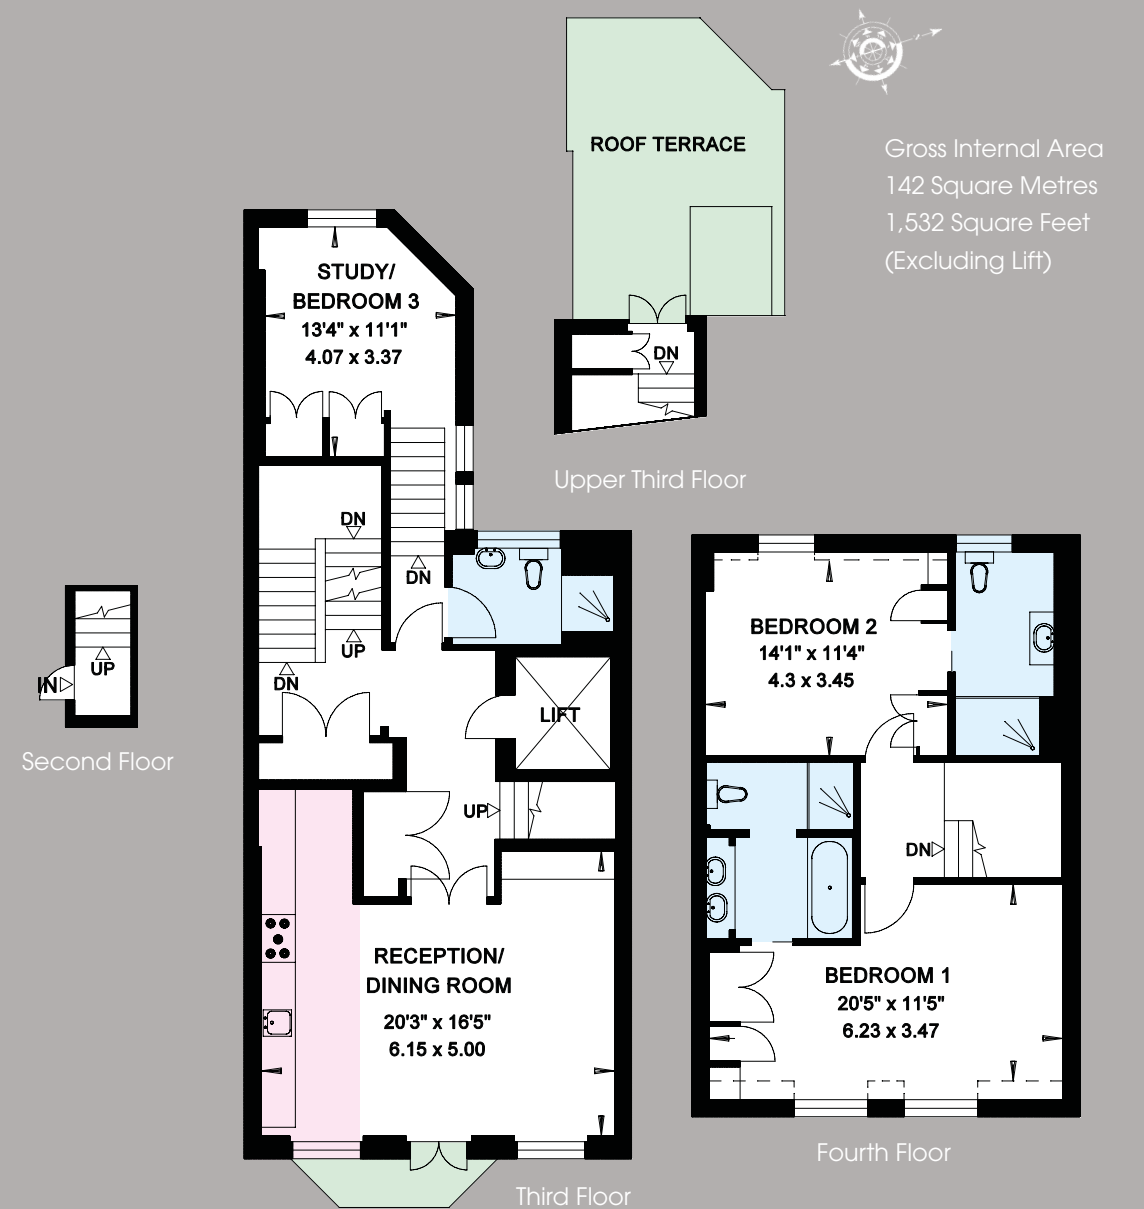 ROOF TERRACE
DN
Upper Third Floor
Gross Internal Area
142 Square Metres
1,532 Square Feet
(Excluding Lift)
STUDY/
BEDROOM 3
13'4" x 11'1"
4.07 x 3.37
DN
DN
UP
DN
LIFT
UP
RECEPTION/
DINING ROOM
20'3" x 16'5"
6.15 x 5.00
Third Floor
IN
UP
Second Floor
BEDROOM 2
14'1" x 11'4"
4.3 x 3.45
DN
BEDROOM 1
20'5" x 11'5"
6.23 x 3.47
Fourth Floor